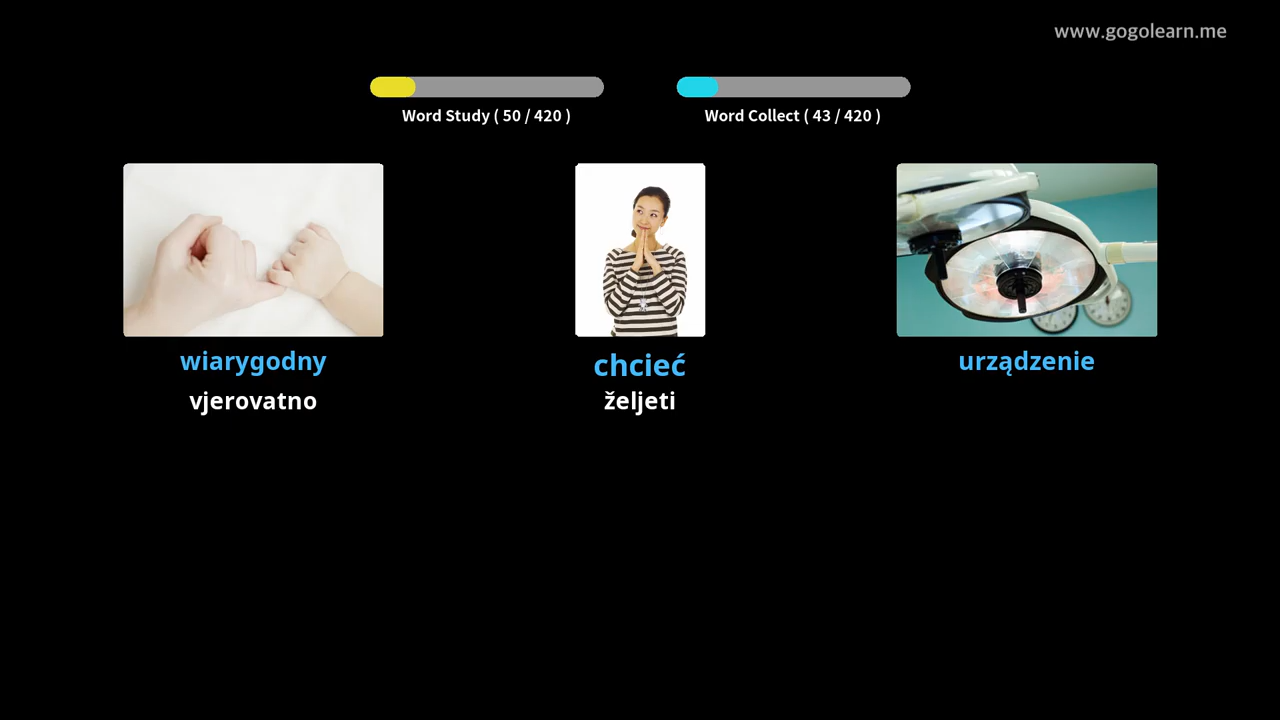 www.gogolearn.me
Word Study ( 50 / 420 )
Word Collect ( 43 / 420 )
wiarygodny
chcieć
urządzenie
vjerovatno
željeti